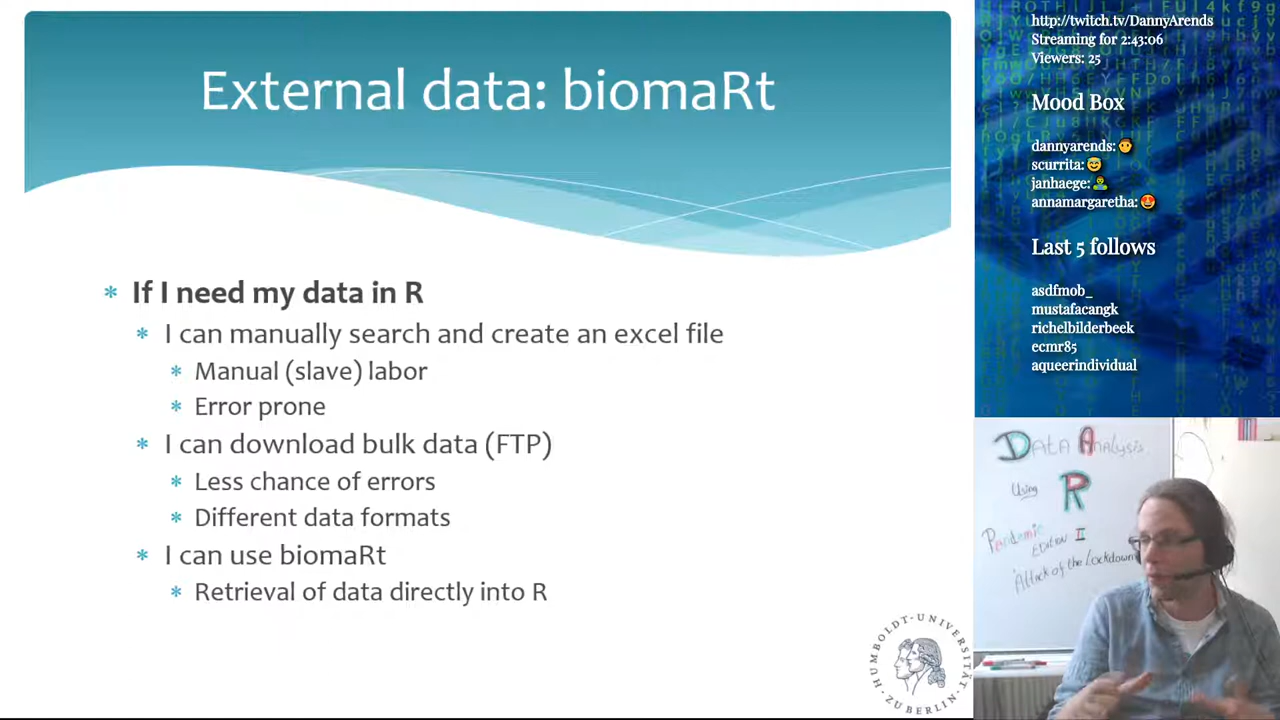 External data: biomaRt
* If I need my data in R
* I can manually search and create an excel file
* Manual (slave) labor
* Error prone
* I can download bulk data (FTP)
* Less chance of errors
* Different data formats
* I can use biomaRt
* Retrieval of data directly into R
HUMBOLDT-UNIVERSITÄT ZU BERLIN
http://twitch.tv/DannyArends
Streaming for 2:43:06
Viewers: 25
Mood Box
dannyarends:
scurrita:
janhaege:
annamargaretha:
Last 5 follows
asdfmob_
mustafacangk
richelbilderbeek
ecmr85
aqueerindividual
Data Analysis
Using R
Pandemic
Edition II
'Attack of the Lockdown